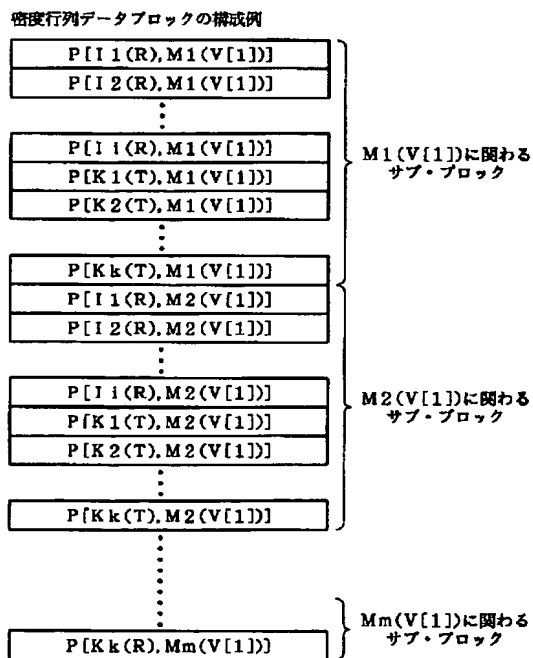 密度行列データブロックの構成例
P[I1(R),M1(V[1])]
P[I2(R),M1(V[1])]
P[Ii(R),M1(V[1])]
P[K1(T),M1(V[1])]
P[K2(T),M1(V[1])]
M1(V[1])に関わる
サブ・ブロック
P[Kk(T),M1(V[1])]
P[I1(R),M2(V[1])]
P[I2(R),M2(V[1])]
P[Ii(R),M2(V[1])]
P[K1(T),M2(V[1])]
P[K2(T),M2(V[1])]
M2(V[1])に関わる
サブ・ブロック
P[Kk(T),M2(V[1])]
Mm(V[1])に関わる
サブ・ブロック
P[Kk(R),Mm(V[1])]